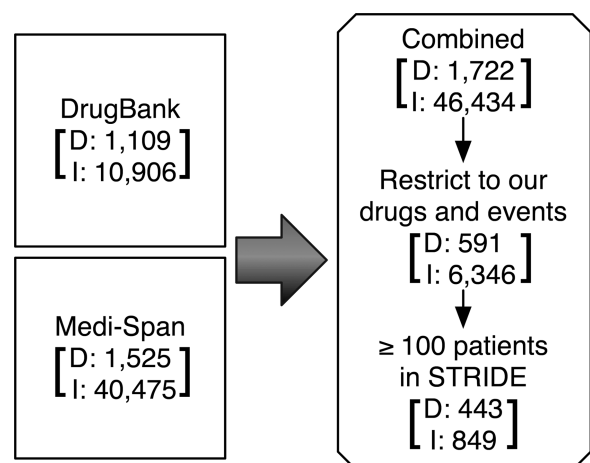 DrugBank
[D: 1,109
I: 10,906]
Medi-Span
[D: 1,525
I: 40,475]
Combined
[D: 1,722
I: 46,434]
Restrict to our
drugs and events
[D: 591
I: 6,346]
≥ 100 patients
in STRIDE
[D: 443
I: 849]